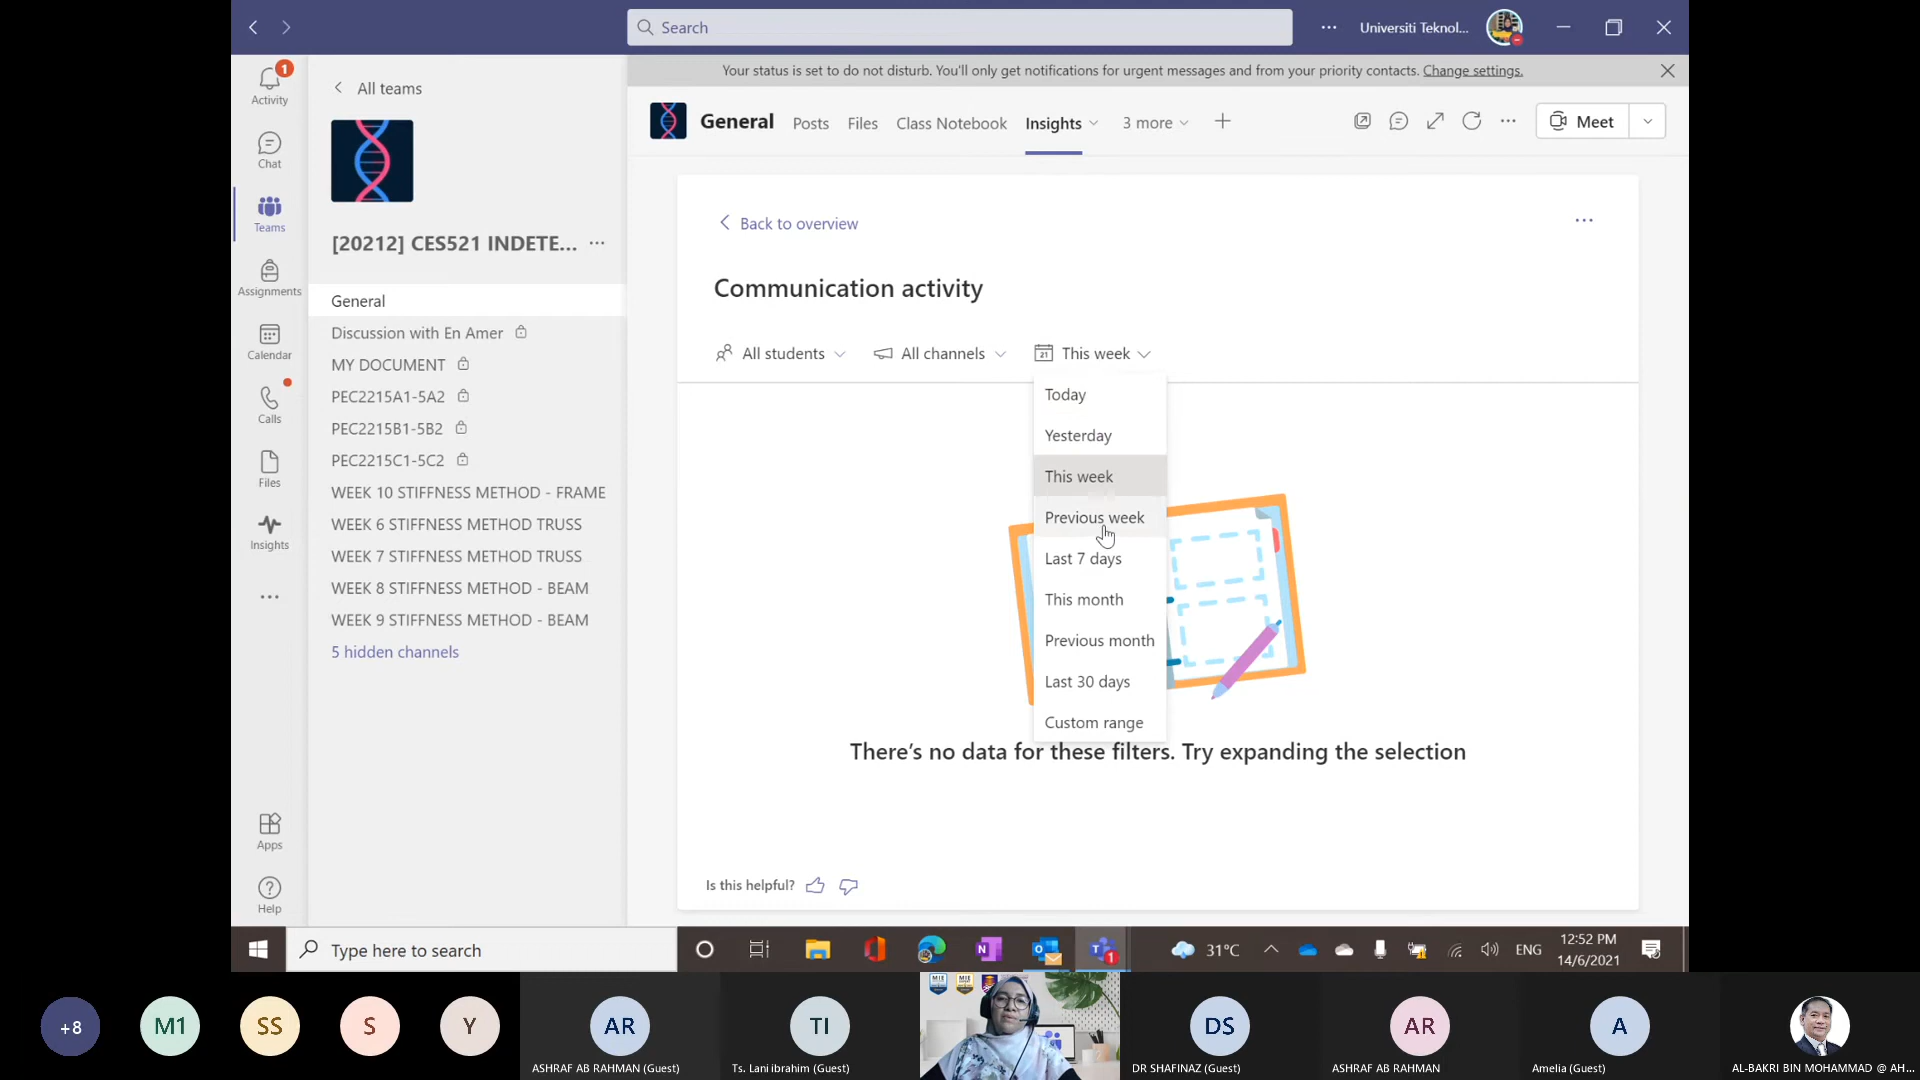 Search
Universiti Teknol...
Your status is set to do not disturb. You'll only get notifications for urgent messages and from your priority contacts. Change settings.
1
Activity
Chat
Teams
Assignments
Calendar
Calls
Files
Insights
Apps
Help
All teams
[20212] CES521 INDETE...
General
Discussion with En Amer
MY DOCUMENT
PEC2215A1-5A2
PEC2215B1-5B2
PEC2215C1-5C2
WEEK 10 STIFFNESS METHOD - FRAME
WEEK 6 STIFFNESS METHOD TRUSS
WEEK 7 STIFFNESS METHOD TRUSS
WEEK 8 STIFFNESS METHOD - BEAM
WEEK 9 STIFFNESS METHOD - BEAM
5 hidden channels
General Posts Files Class Notebook Insights 3 more
Meet
Back to overview
Communication activity
All students All channels 21 This week
Today
Yesterday
This week
Previous week
Last 7 days
This month
Previous month
Last 30 days
Custom range
There's no data for these filters. Try expanding the selection
Is this helpful?
Type here to search
1
31°C
ENG
12:52 PM
14/6/2021
+8
M1
SS
S
Y
AR
ASHRAF AB RAHMAN (Guest)
TI
Ts. Lani ibrahim (Guest)
DS
DR SHAFINAZ (Guest)
AR
ASHRAF AB RAHMAN
A
Amelia (Guest)
AL-BAKRI BIN MOHAMMAD @ AH...